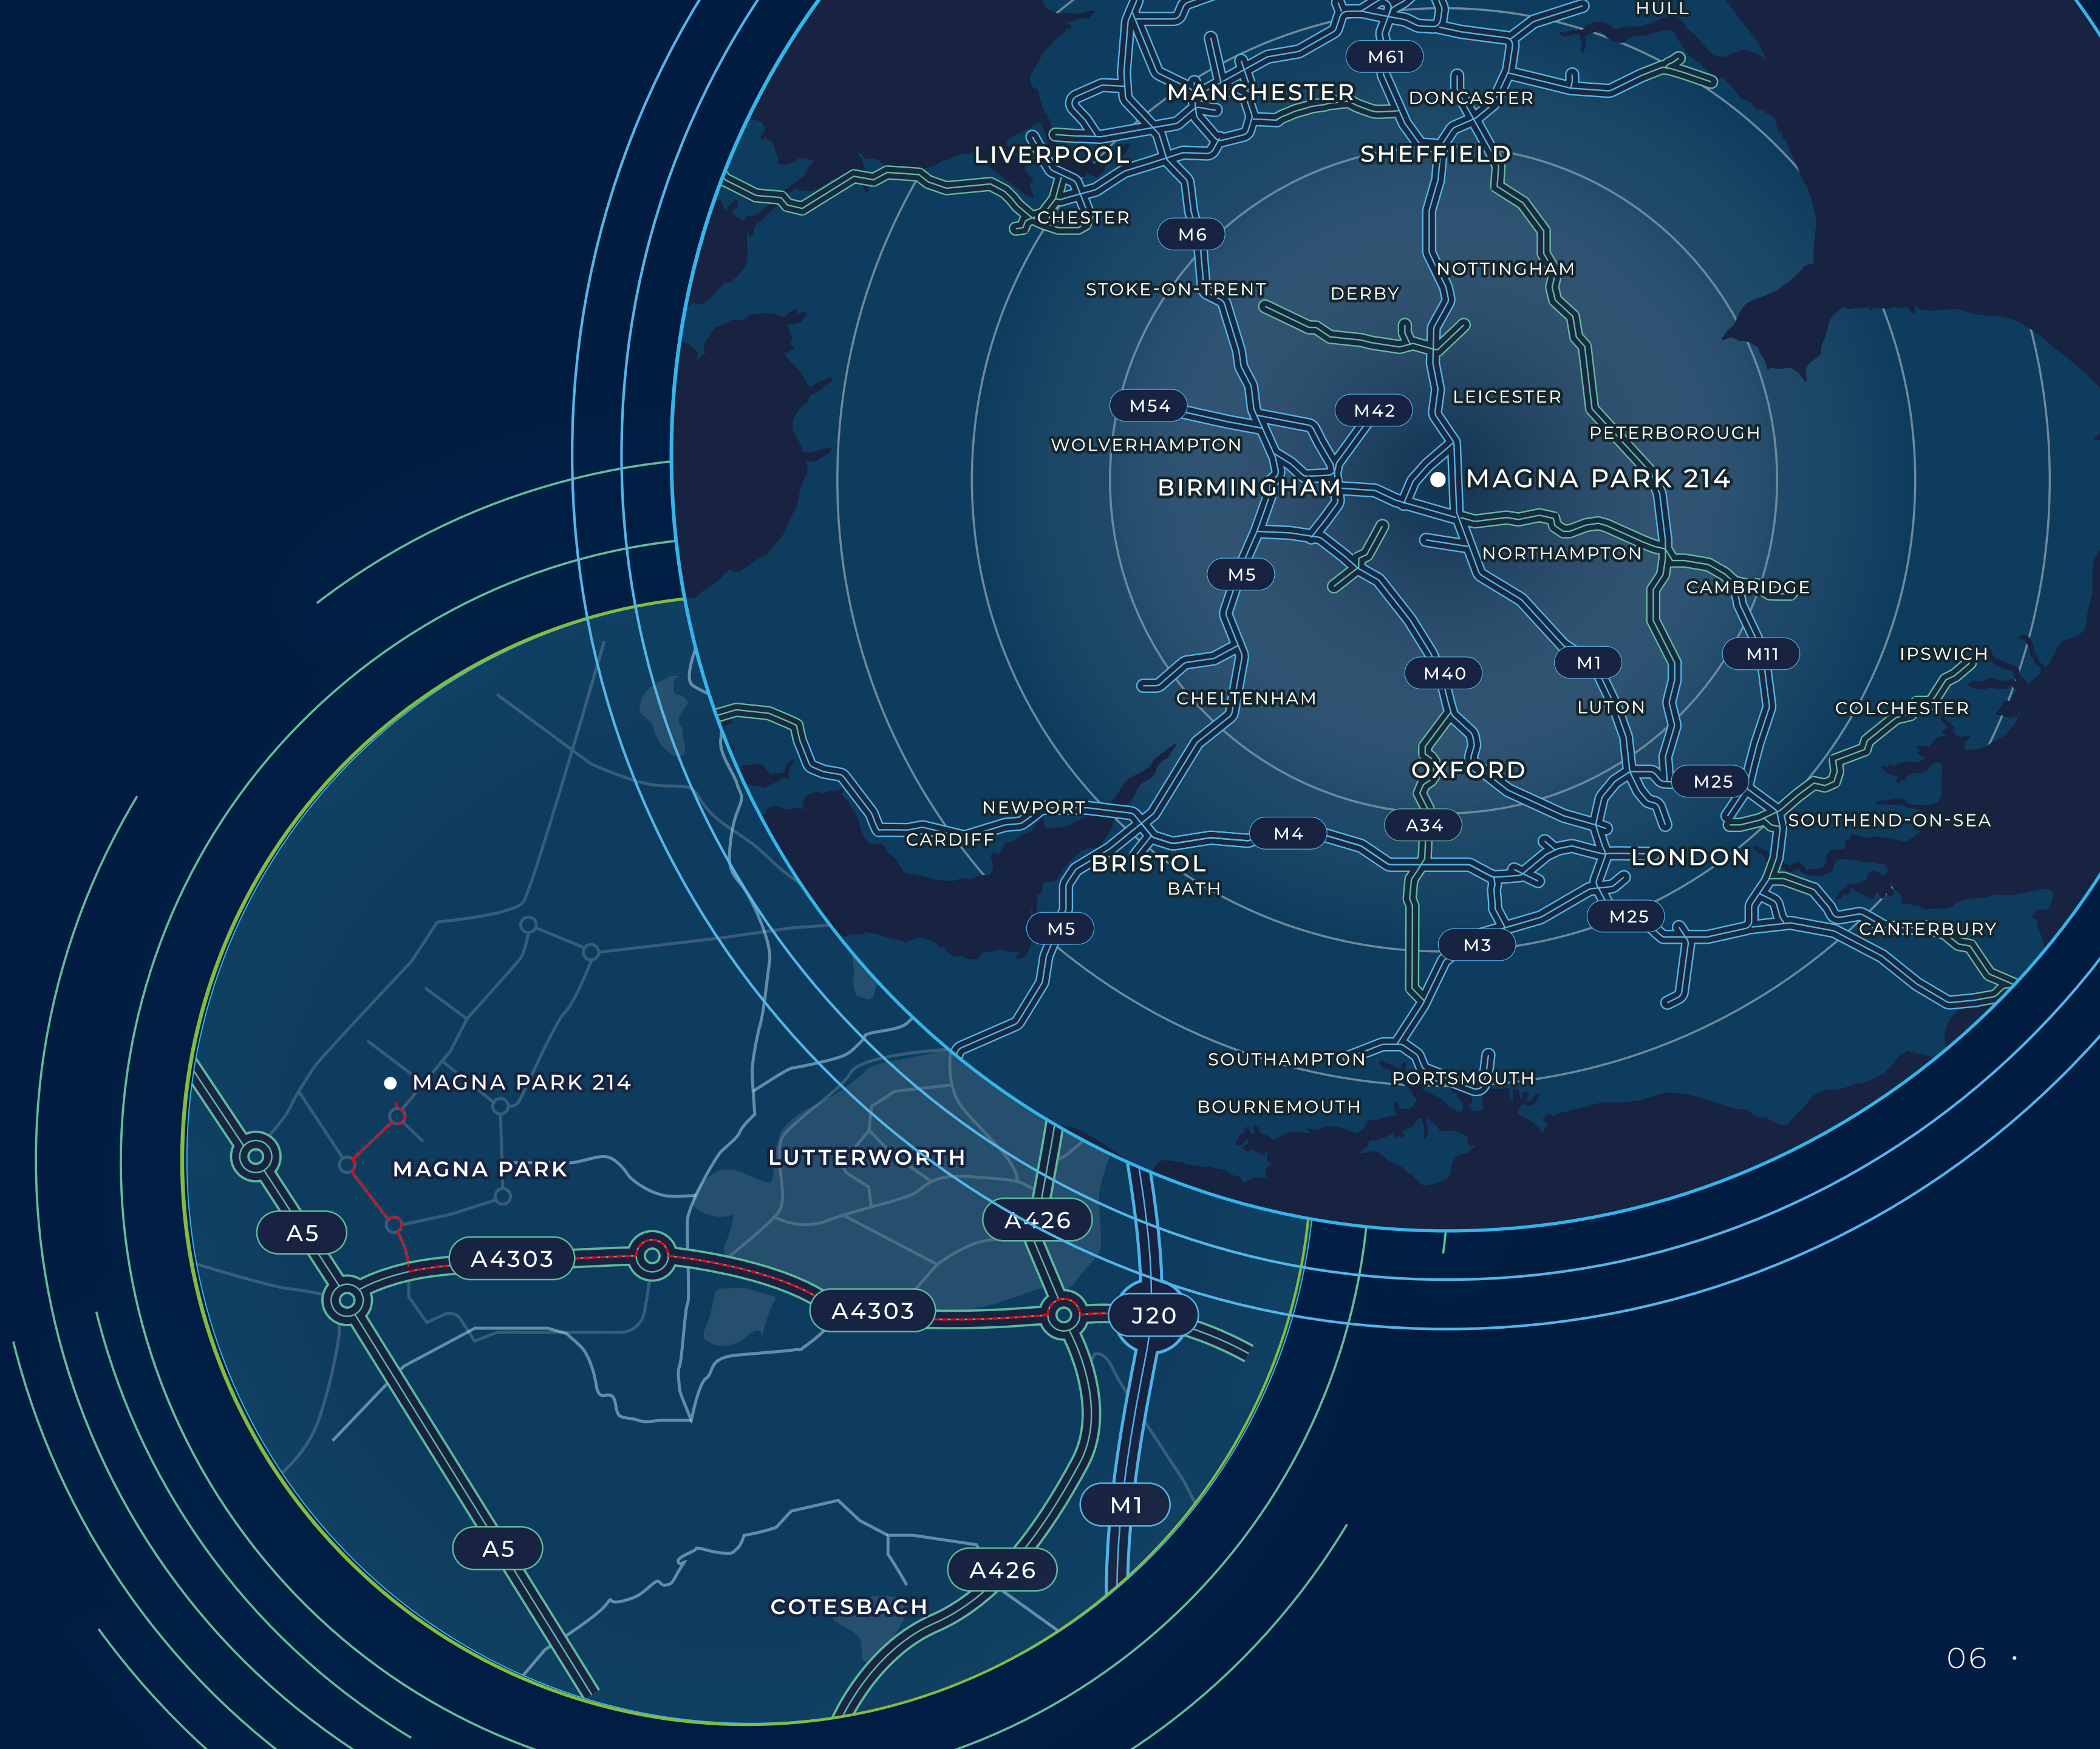 HULL
M61
MANCHESTER
DONCASTER
LIVERPOOL
SHEFFIELD
CHESTER
M6
NOTTINGHAM
STOKE-ON-TRENT
DERBY
LEICESTER
M54
M42
PETERBOROUGH
WOLVERHAMPTON
MAGNA PARK 214
BIRMINGHAM
NORTHAMPTON
M5
CAMBRIDGE
M11
IPSWICH
M1
M40
CHELTENHAM
LUTON
COLCHESTER
OXFORD
M25
NEWPORT
SOUTHEND-ON-SEA
A34
M4
CARDIFF
LONDON
BRISTOL
BATH
M25
M5
CANTERBURY
M3
SOUTHAMPTON
PORTSMOUTH
BOURNEMOUTH
MAGNA PARK 214
LUTTERWORTH
MAGNA PARK
A426
A5
A4303
A4303
J20
M1
A5
A426
COTESBACH
06 ·